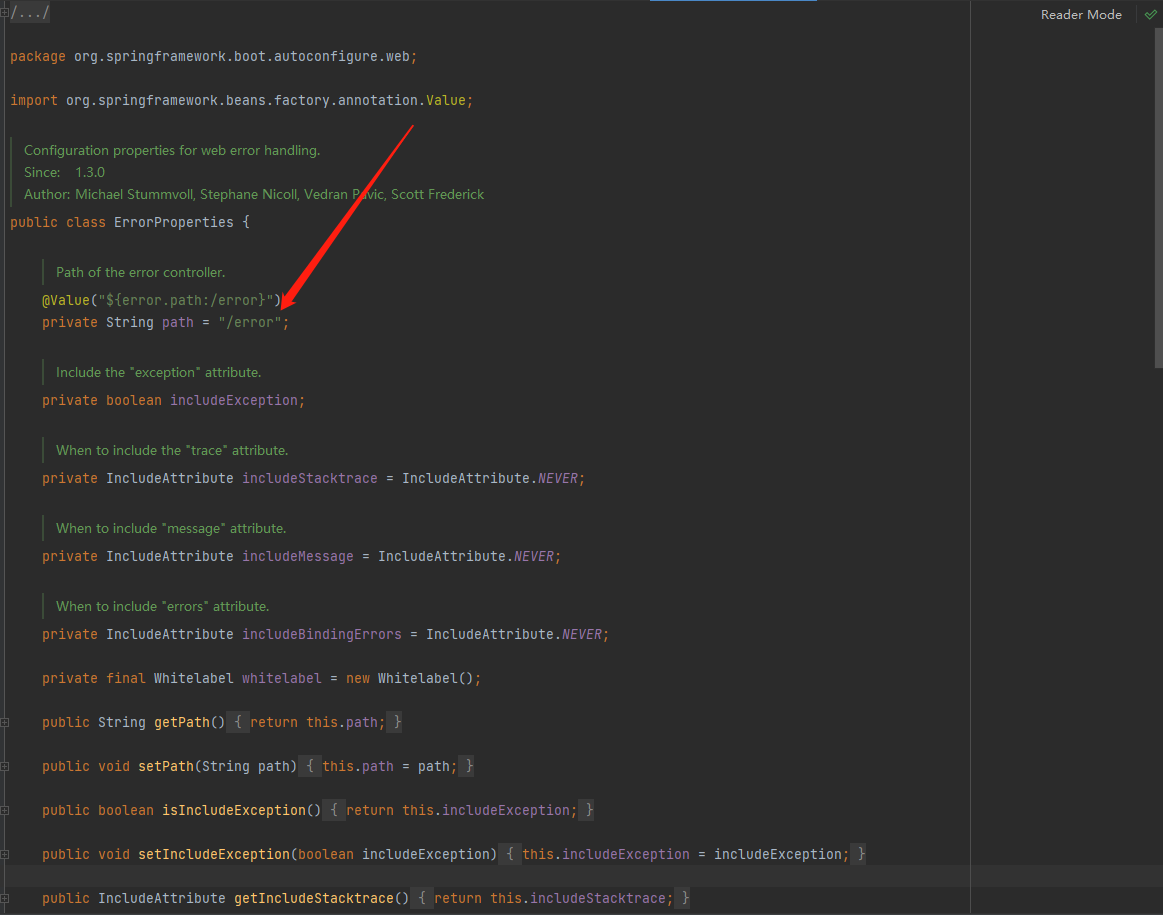 /.../
Reader Mode
package org.springframework.boot.autoconfigure.web;
import org.springframework.beans.factory.annotation.Value;
Configuration properties for web error handling.
Since: 1.3.0
Author: Michael Stummvoll, Stephane Nicoll, Vedran Pavic, Scott Frederick
public class ErrorProperties {
Path of the error controller.
@Value("${error.path:/error}")
private String path = "/error";
Include the "exception" attribute.
private boolean includeException;
When to include the "trace" attribute.
private IncludeAttribute includeStacktrace = IncludeAttribute.NEVER;
When to include "message" attribute.
private IncludeAttribute includeMessage = IncludeAttribute.NEVER;
When to include "errors" attribute.
private IncludeAttribute includeBindingErrors = IncludeAttribute.NEVER;
private final Whitelabel whitelabel = new Whitelabel();
public String getPath() { return this.path; }
public void setPath(String path) { this.path = path; }
public boolean isIncludeException() { return this.includeException; }
public void setIncludeException(boolean includeException) { this.includeException = includeException; }
public IncludeAttribute getIncludeStacktrace() { return this.includeStacktrace; }